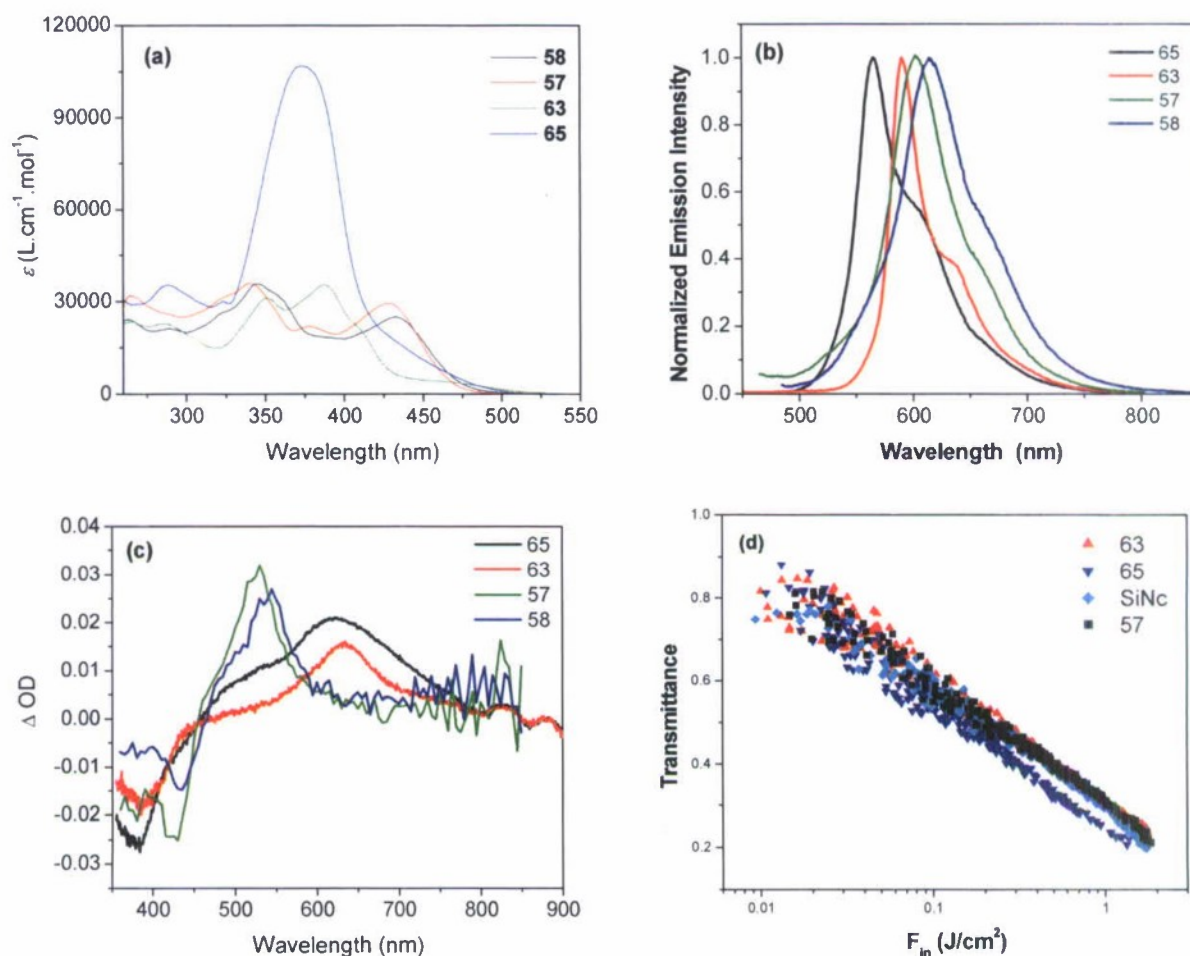 (a)
120000
90000
60000
30000
0
ε (L.cm⁻¹.mol⁻¹)
58
57
63
65
300 350 400 450 500 550
Wavelength (nm)
(b)
1.0
0.8
0.6
0.4
0.2
0.0
Normalized Emission Intensity
65
63
57
58
500 600 700 800
Wavelength (nm)
(c)
0.04
0.03
0.02
0.01
0.00
-0.01
-0.02
-0.03
Δ OD
65
63
57
58
400 500 600 700 800 900
Wavelength (nm)
(d)
1.0
0.8
0.6
0.4
0.2
Transmittance
63
65
SiNc
57
0.01 0.1 1
F_in (J/cm²)